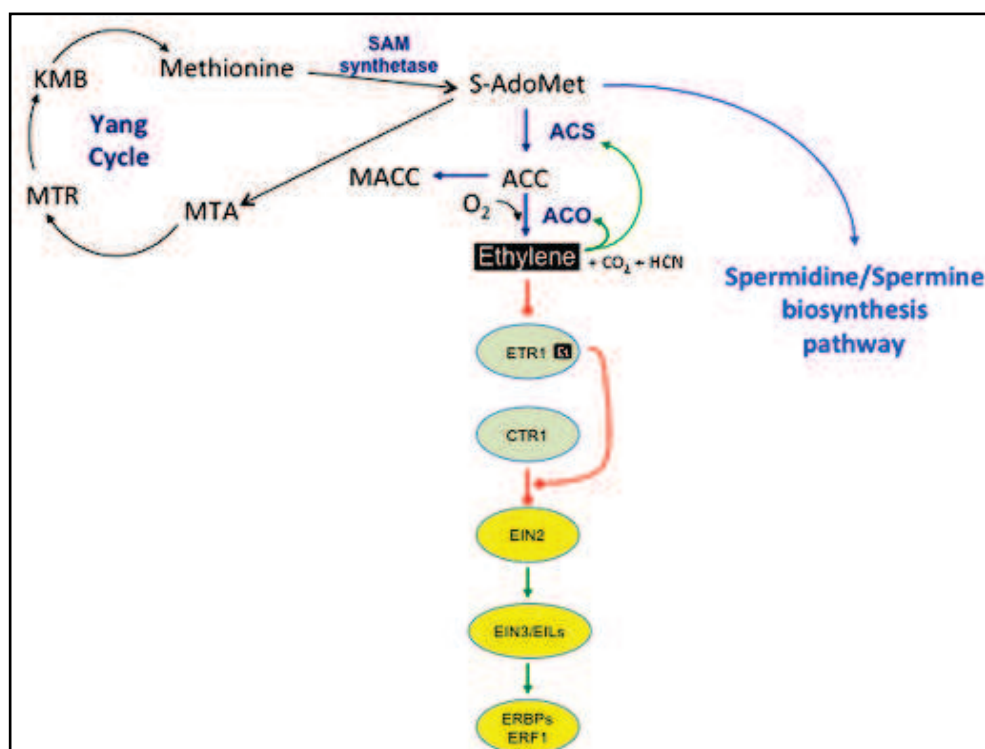 SAM
synthetase
Methionine
KMB
S-AdoMet
Yang
Cycle
ACS
MACC
ACC
MTR
MTA
O₂
ACO
Ethylene
+ CO₂ + HCN
Spermidine/Spermine
biosynthesis
pathway
ETR1
CTR1
EIN2
EIN3/EILs
ERBPs
ERF1